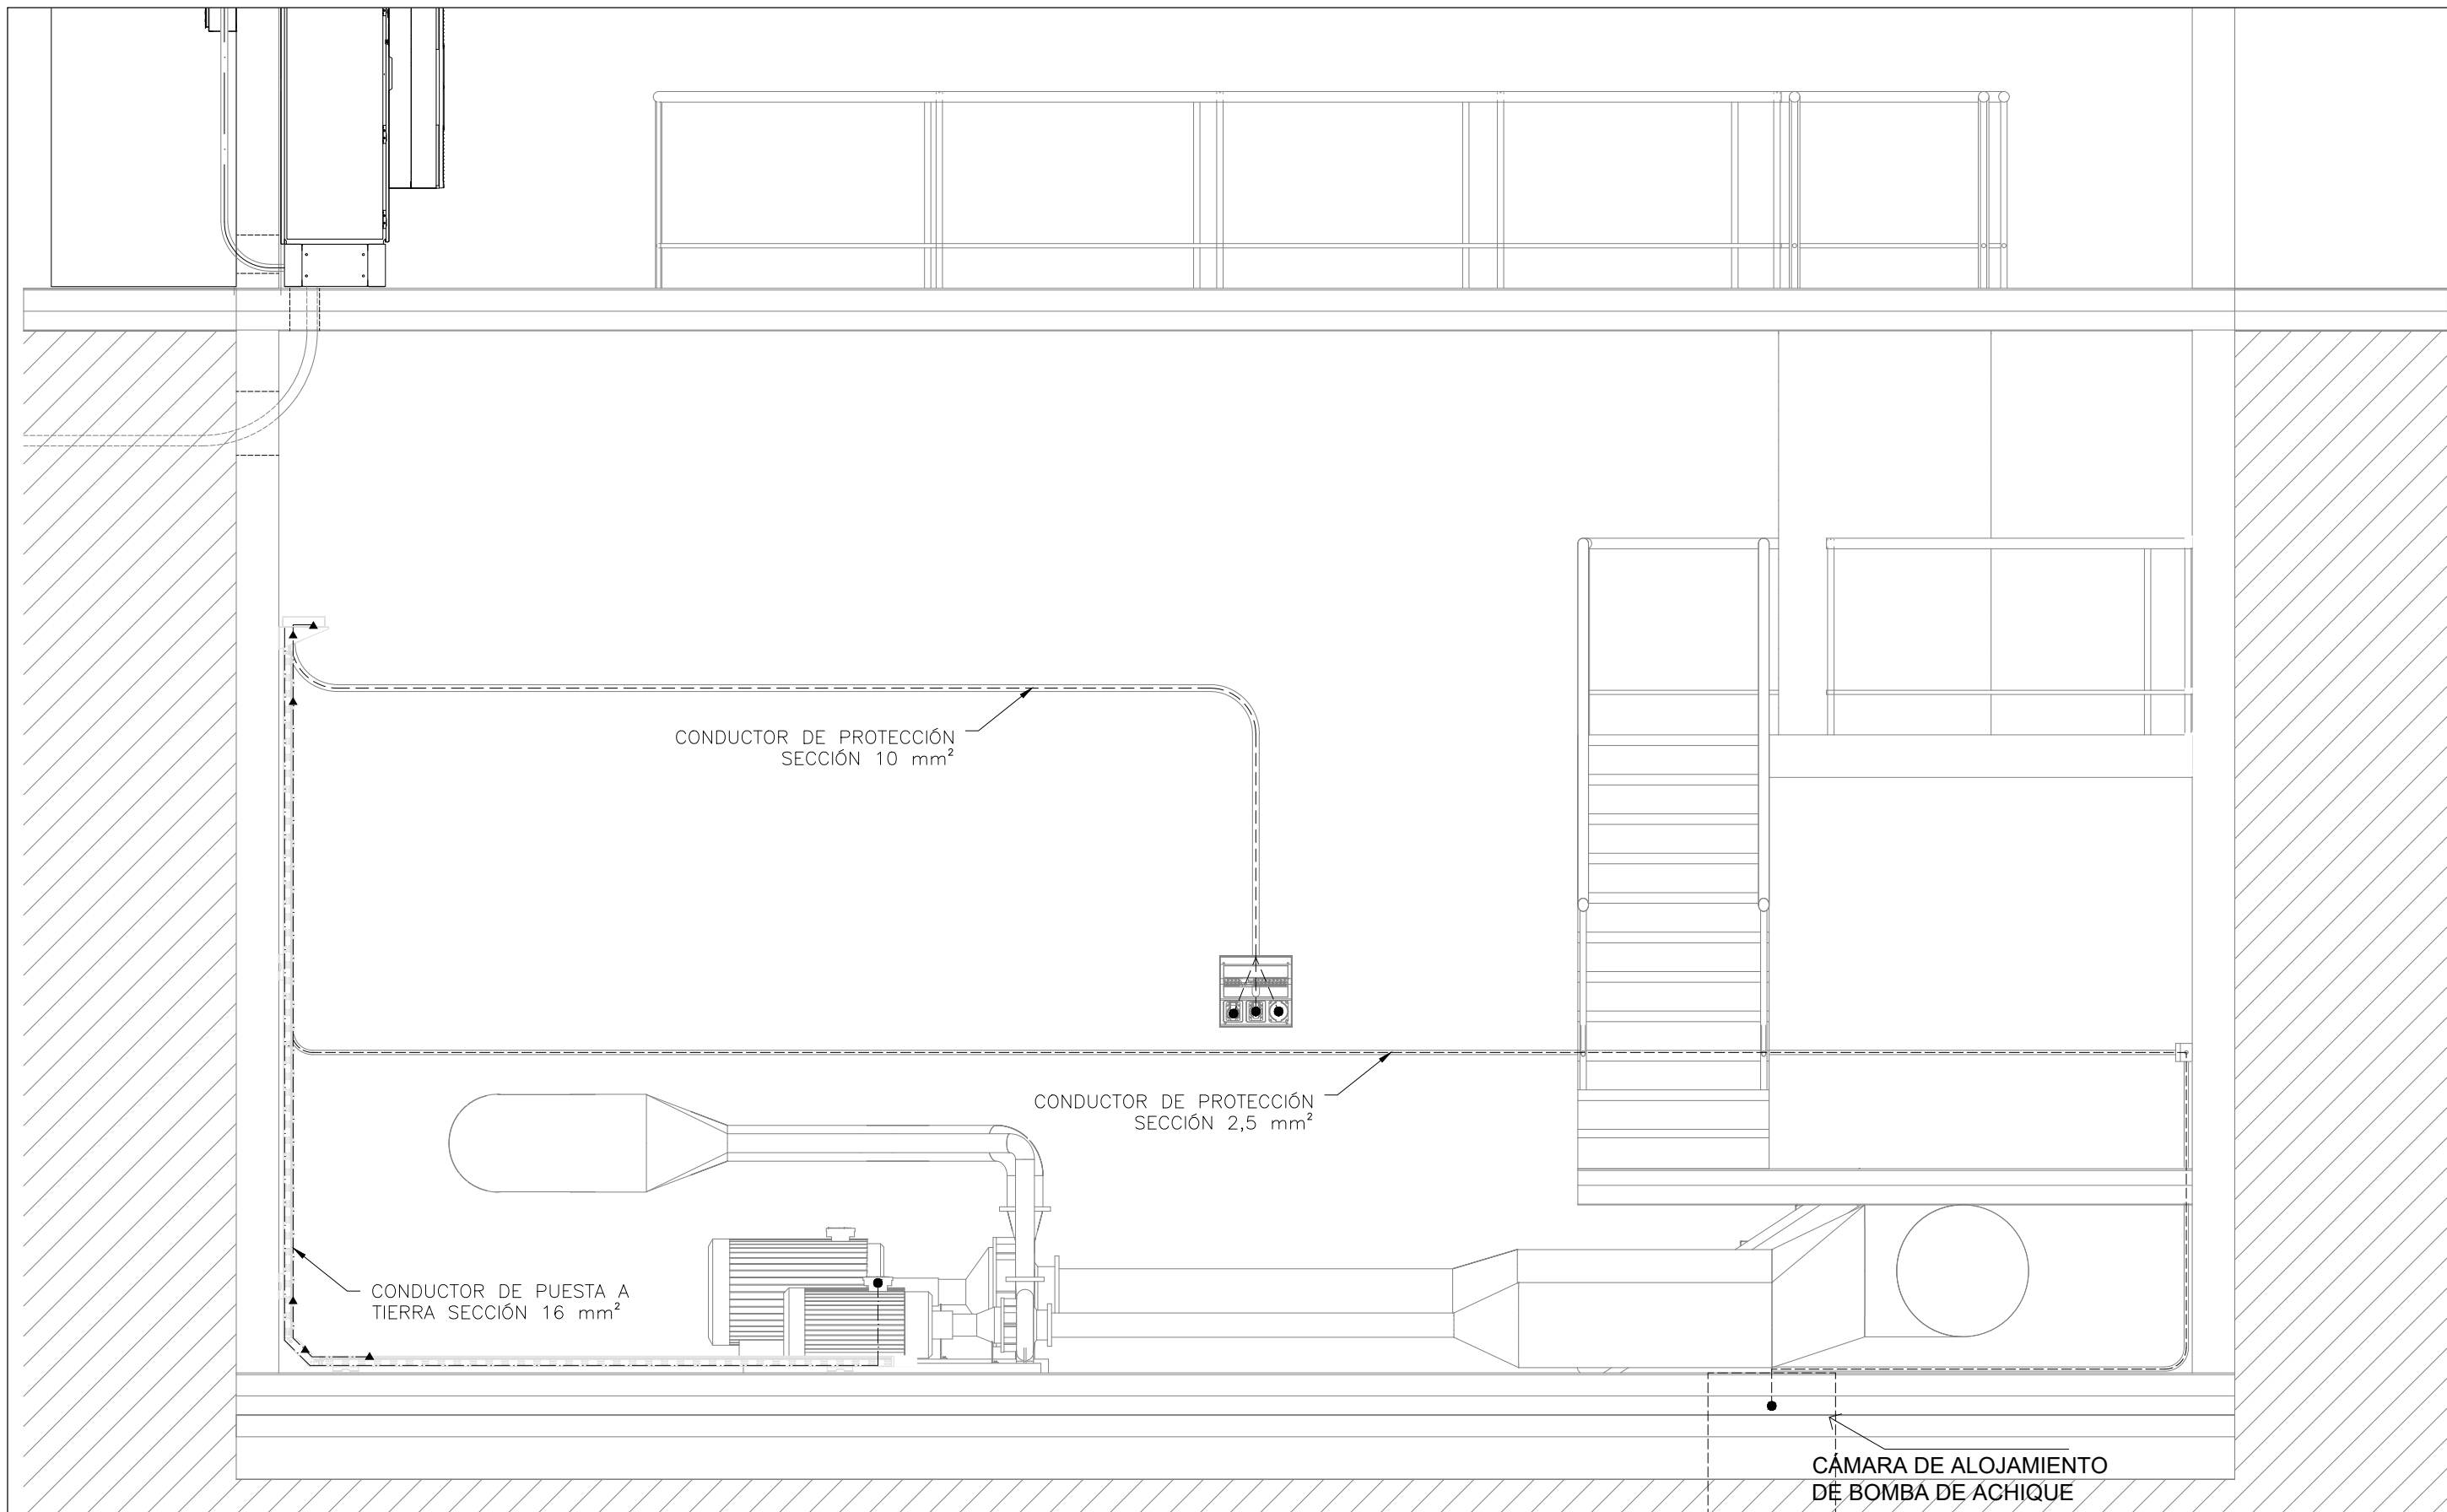 CONDUCTOR DE PROTECCIÓN
SECCIÓN 10 mm²
CONDUCTOR DE PROTECCIÓN
SECCIÓN 2,5 mm²
CONDUCTOR DE PUESTA A
TIERRA SECCIÓN 16 mm²
CÁMARA DE ALOJAMIENTO
DE BOMBA DE ACHIQUE